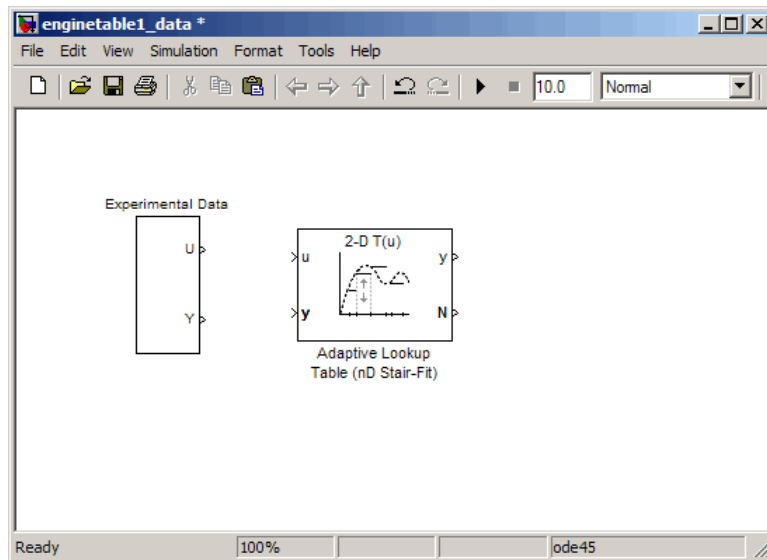 enginetable1_data *
File Edit View Simulation Format Tools Help
10.0 Normal
Experimental Data
U
Y
2-D T(u)
u y
y N
Adaptive Lookup
Table (nD Stair-Fit)
Ready 100% ode45